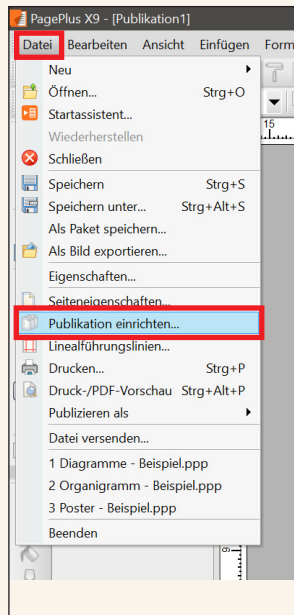 PagePlus X9 - [Publikation1]
Datei Bearbeiten Ansicht Einfügen Form
Neu
Öffnen... Strg+O
Startassistent...
Wiederherstellen
Schließen
Speichern Strg+S
Speichern unter... Strg+Alt+S
Als Paket speichern...
Als Bild exportieren...
Eigenschaften...
Seiteneigenschaften...
Publikation einrichten...
Linealführungslinien...
Drucken... Strg+P
Druck-/PDF-Vorschau Strg+Alt+P
Publizieren als
Datei versenden...
1 Diagramme - Beispiel.ppp
2 Organigramm - Beispiel.ppp
3 Poster - Beispiel.ppp
Beenden
15